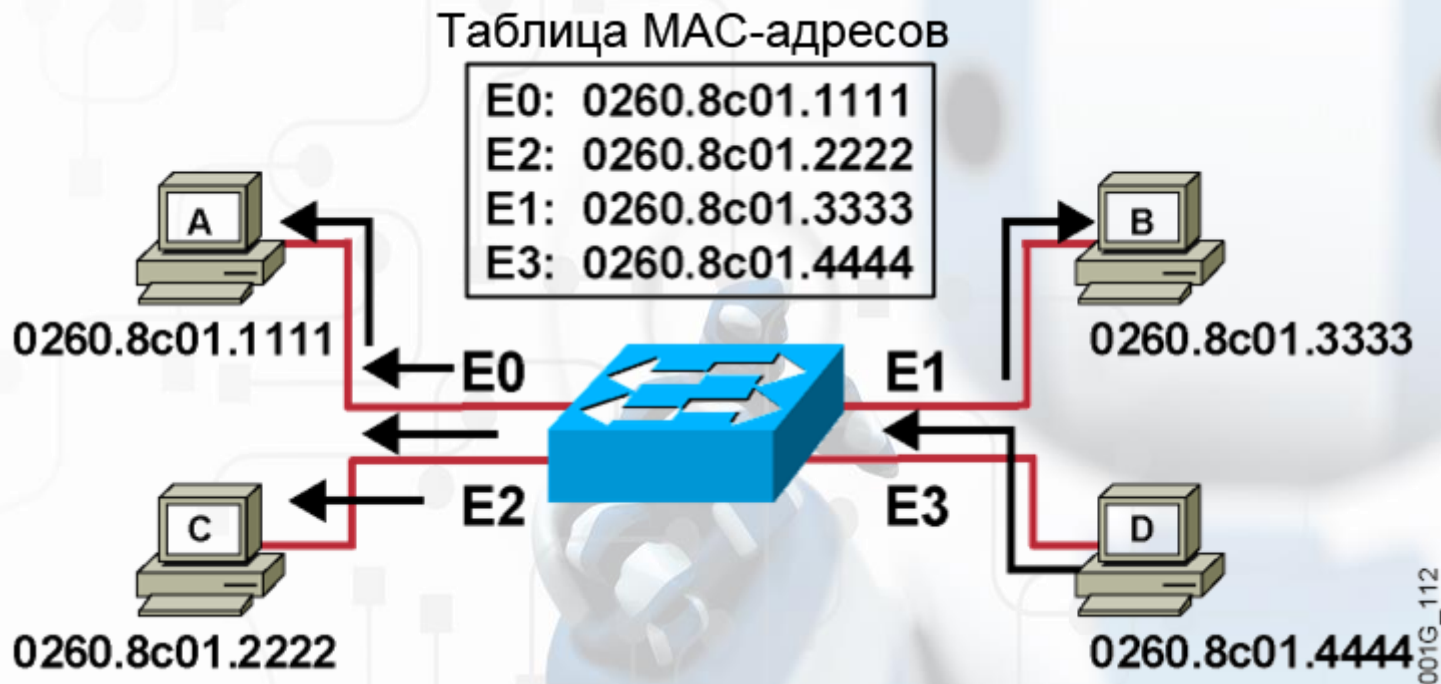 Таблица MAC-адресов
E0: 0260.8c01.1111
E2: 0260.8c01.2222
E1: 0260.8c01.3333
E3: 0260.8c01.4444
A
B
0260.8c01.1111
0260.8c01.3333
E0
E1
E2
E3
C
D
0260.8c01.2222
0260.8c01.4444
001G_112